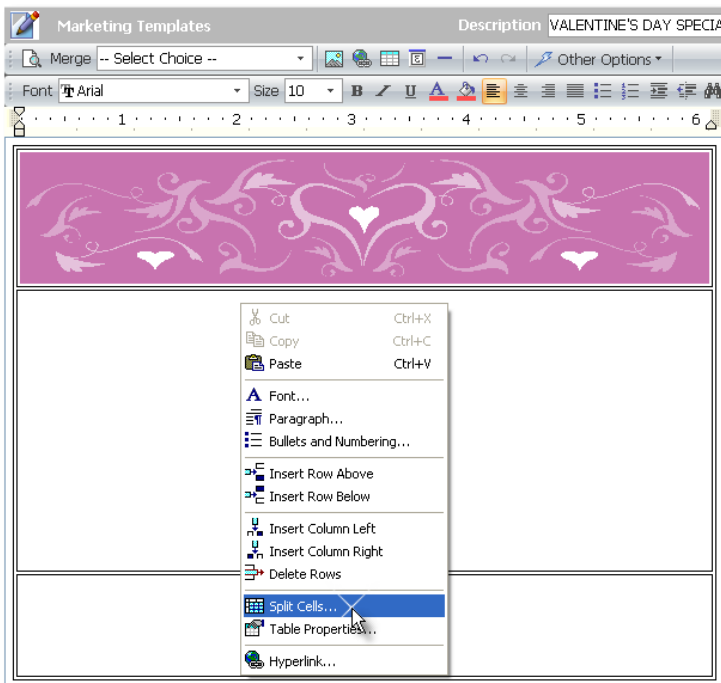 Marketing Templates Description VALENTINE'S DAY SPECIA
Merge -- Select Choice -- Other Options
Font Arial Size 10 B I U A
1 2 3 4 5 6
Cut Ctrl+X
Copy Ctrl+C
Paste Ctrl+V
A Font...
Paragraph...
Bullets and Numbering...
Insert Row Above
Insert Row Below
Insert Column Left
Insert Column Right
Delete Rows
Split Cells...
Table Properties...
Hyperlink...